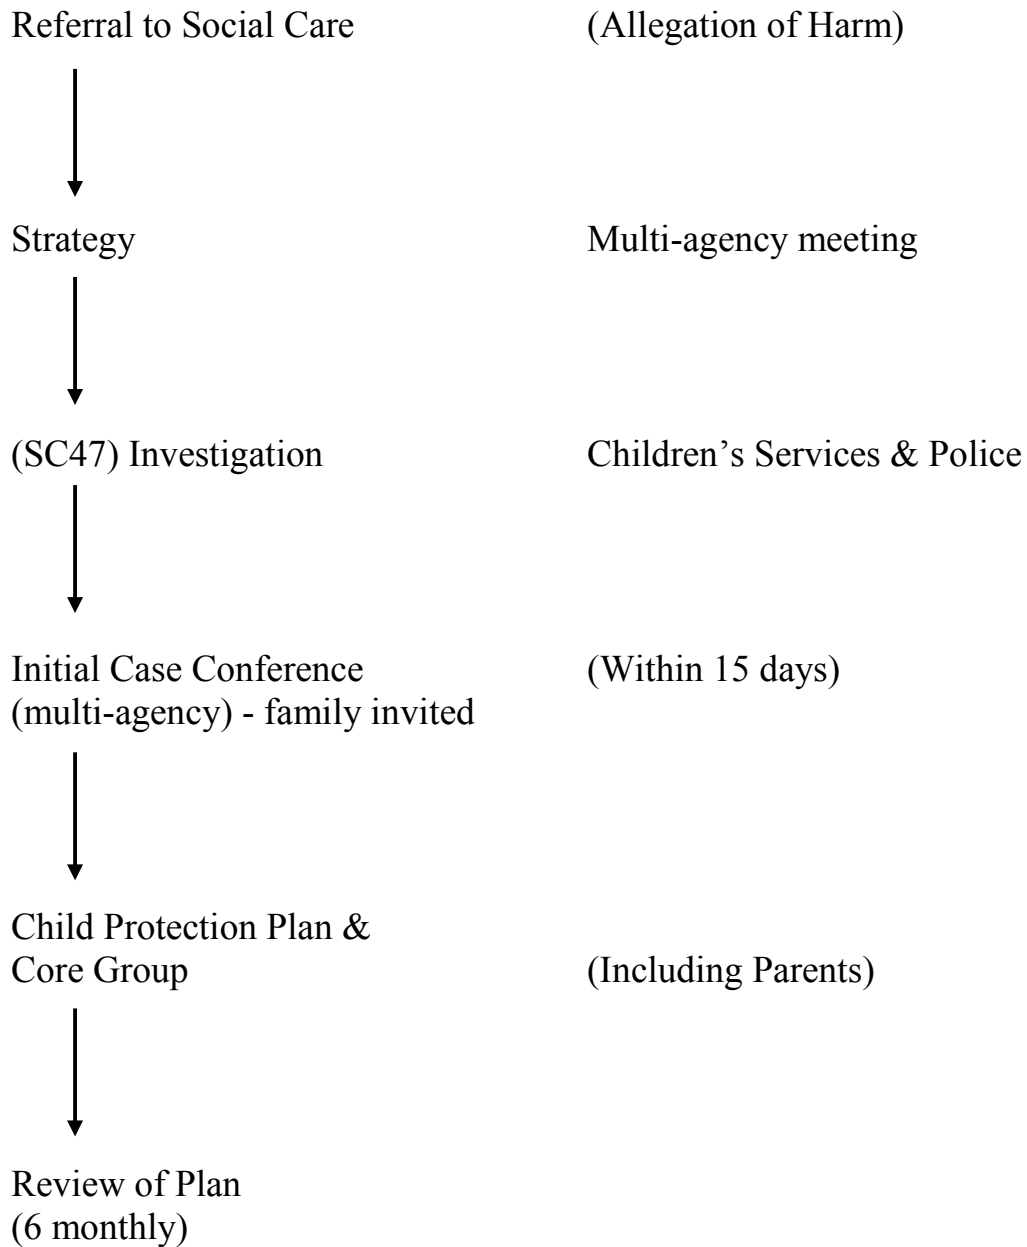 Referral to Social Care (Allegation of Harm)
Strategy Multi-agency meeting
(SC47) Investigation Children’s Services & Police
Initial Case Conference (Within 15 days)
(multi-agency) - family invited
Child Protection Plan &
Core Group (Including Parents)
Review of Plan
(6 monthly)